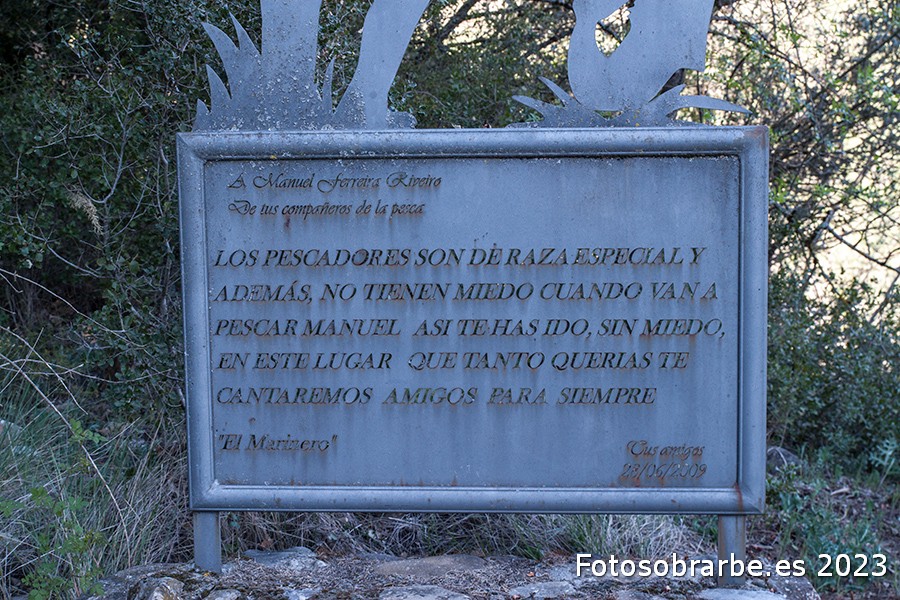 A Manuel Ferreira Riveiro
De tus compañeros de la pesca
LOS PESCADORES SON DE RAZA ESPECIAL Y
ADEMÁS, NO TIENEN MIEDO CUANDO VAN A
PESCAR MANUEL ASI TE HAS IDO, SIN MIEDO,
EN ESTE LUGAR QUE TANTO QUERIAS TE
CANTAREMOS AMIGOS PARA SIEMPRE
"El Marinero"
Tus amigos
28/06/2009
Fotosobrarbe.es 2023